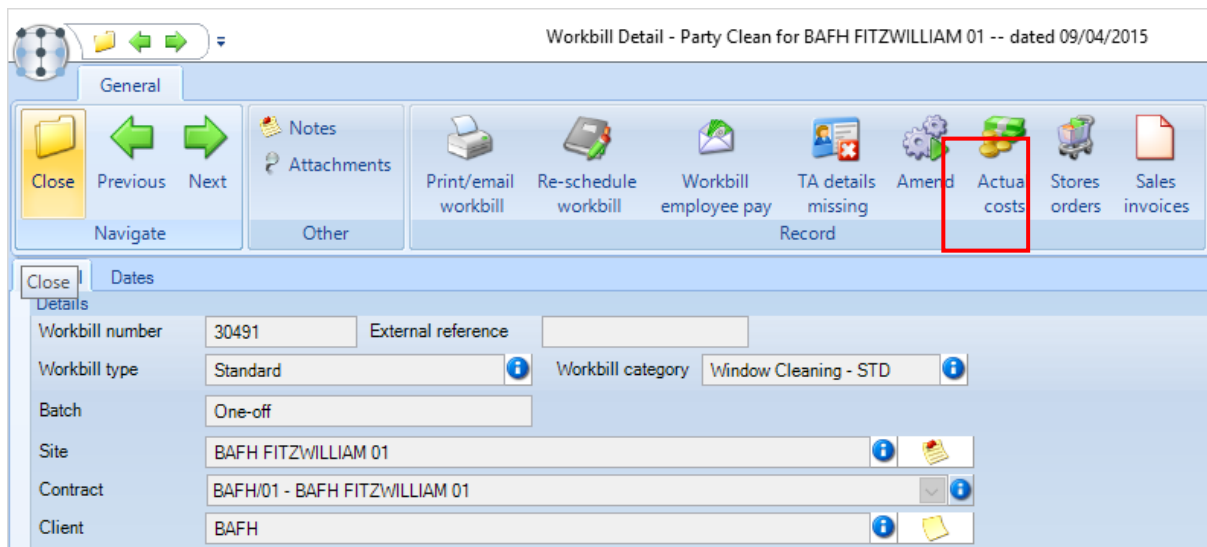 Workbill Detail - Party Clean for BAFH FITZWILLIAM 01 -- dated 09/04/2015
General
Close
Previous
Next
Navigate
Notes
Attachments
Other
Print/email
workbill
Re-schedule
workbill
Workbill
employee pay
TA details
missing
Amend
Actual
costs
Stores
orders
Sales
invoices
Record
Close
Dates
Details
Workbill number 30491 External reference
Workbill type Standard Workbill category Window Cleaning - STD
Batch One-off
Site BAFH FITZWILLIAM 01
Contract BAFH/01 - BAFH FITZWILLIAM 01
Client BAFH